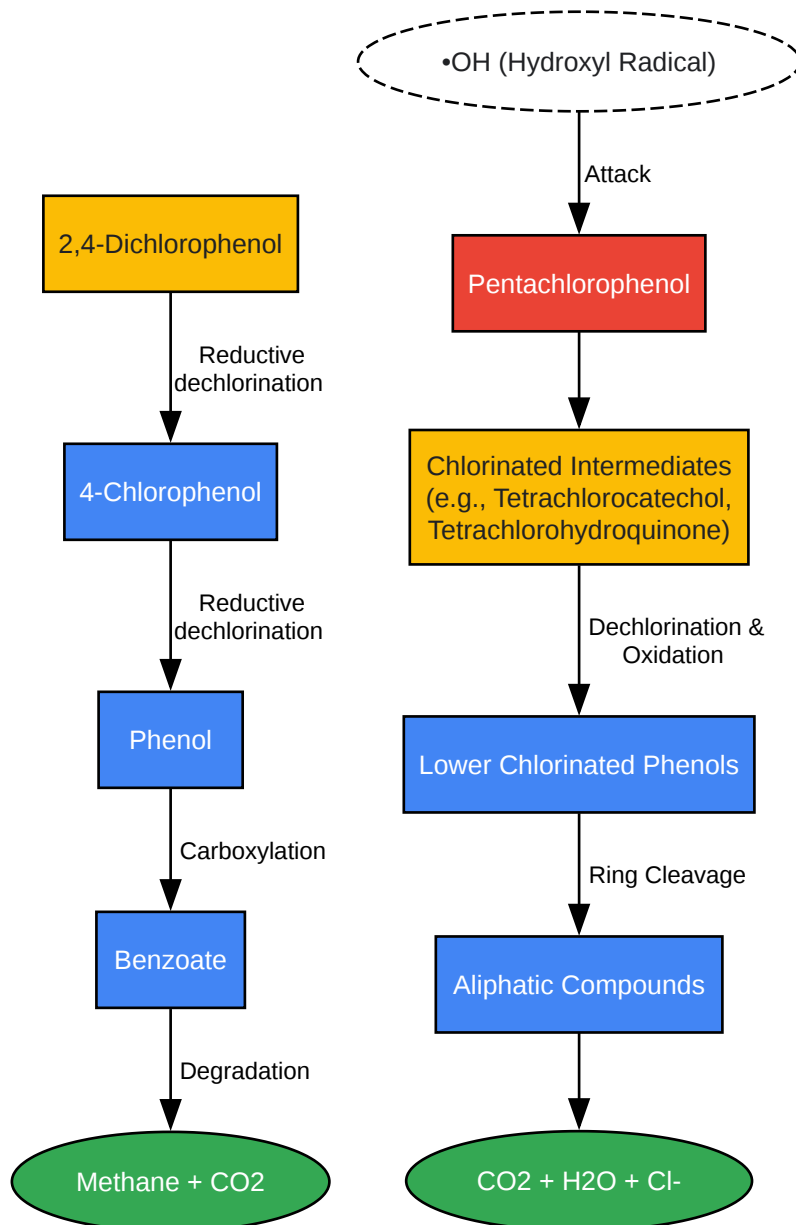 2,4-Dichlorophenol
Reductive
dechlorination
4-Chlorophenol
Reductive
dechlorination
Phenol
Carboxylation
Benzoate
Degradation
Methane + CO2
•OH (Hydroxyl Radical)
Attack
Pentachlorophenol
Chlorinated Intermediates
(e.g., Tetrachlorocatechol,
Tetrachlorohydroquinone)
Dechlorination &
Oxidation
Lower Chlorinated Phenols
Ring Cleavage
Aliphatic Compounds
CO2 + H2O + Cl-